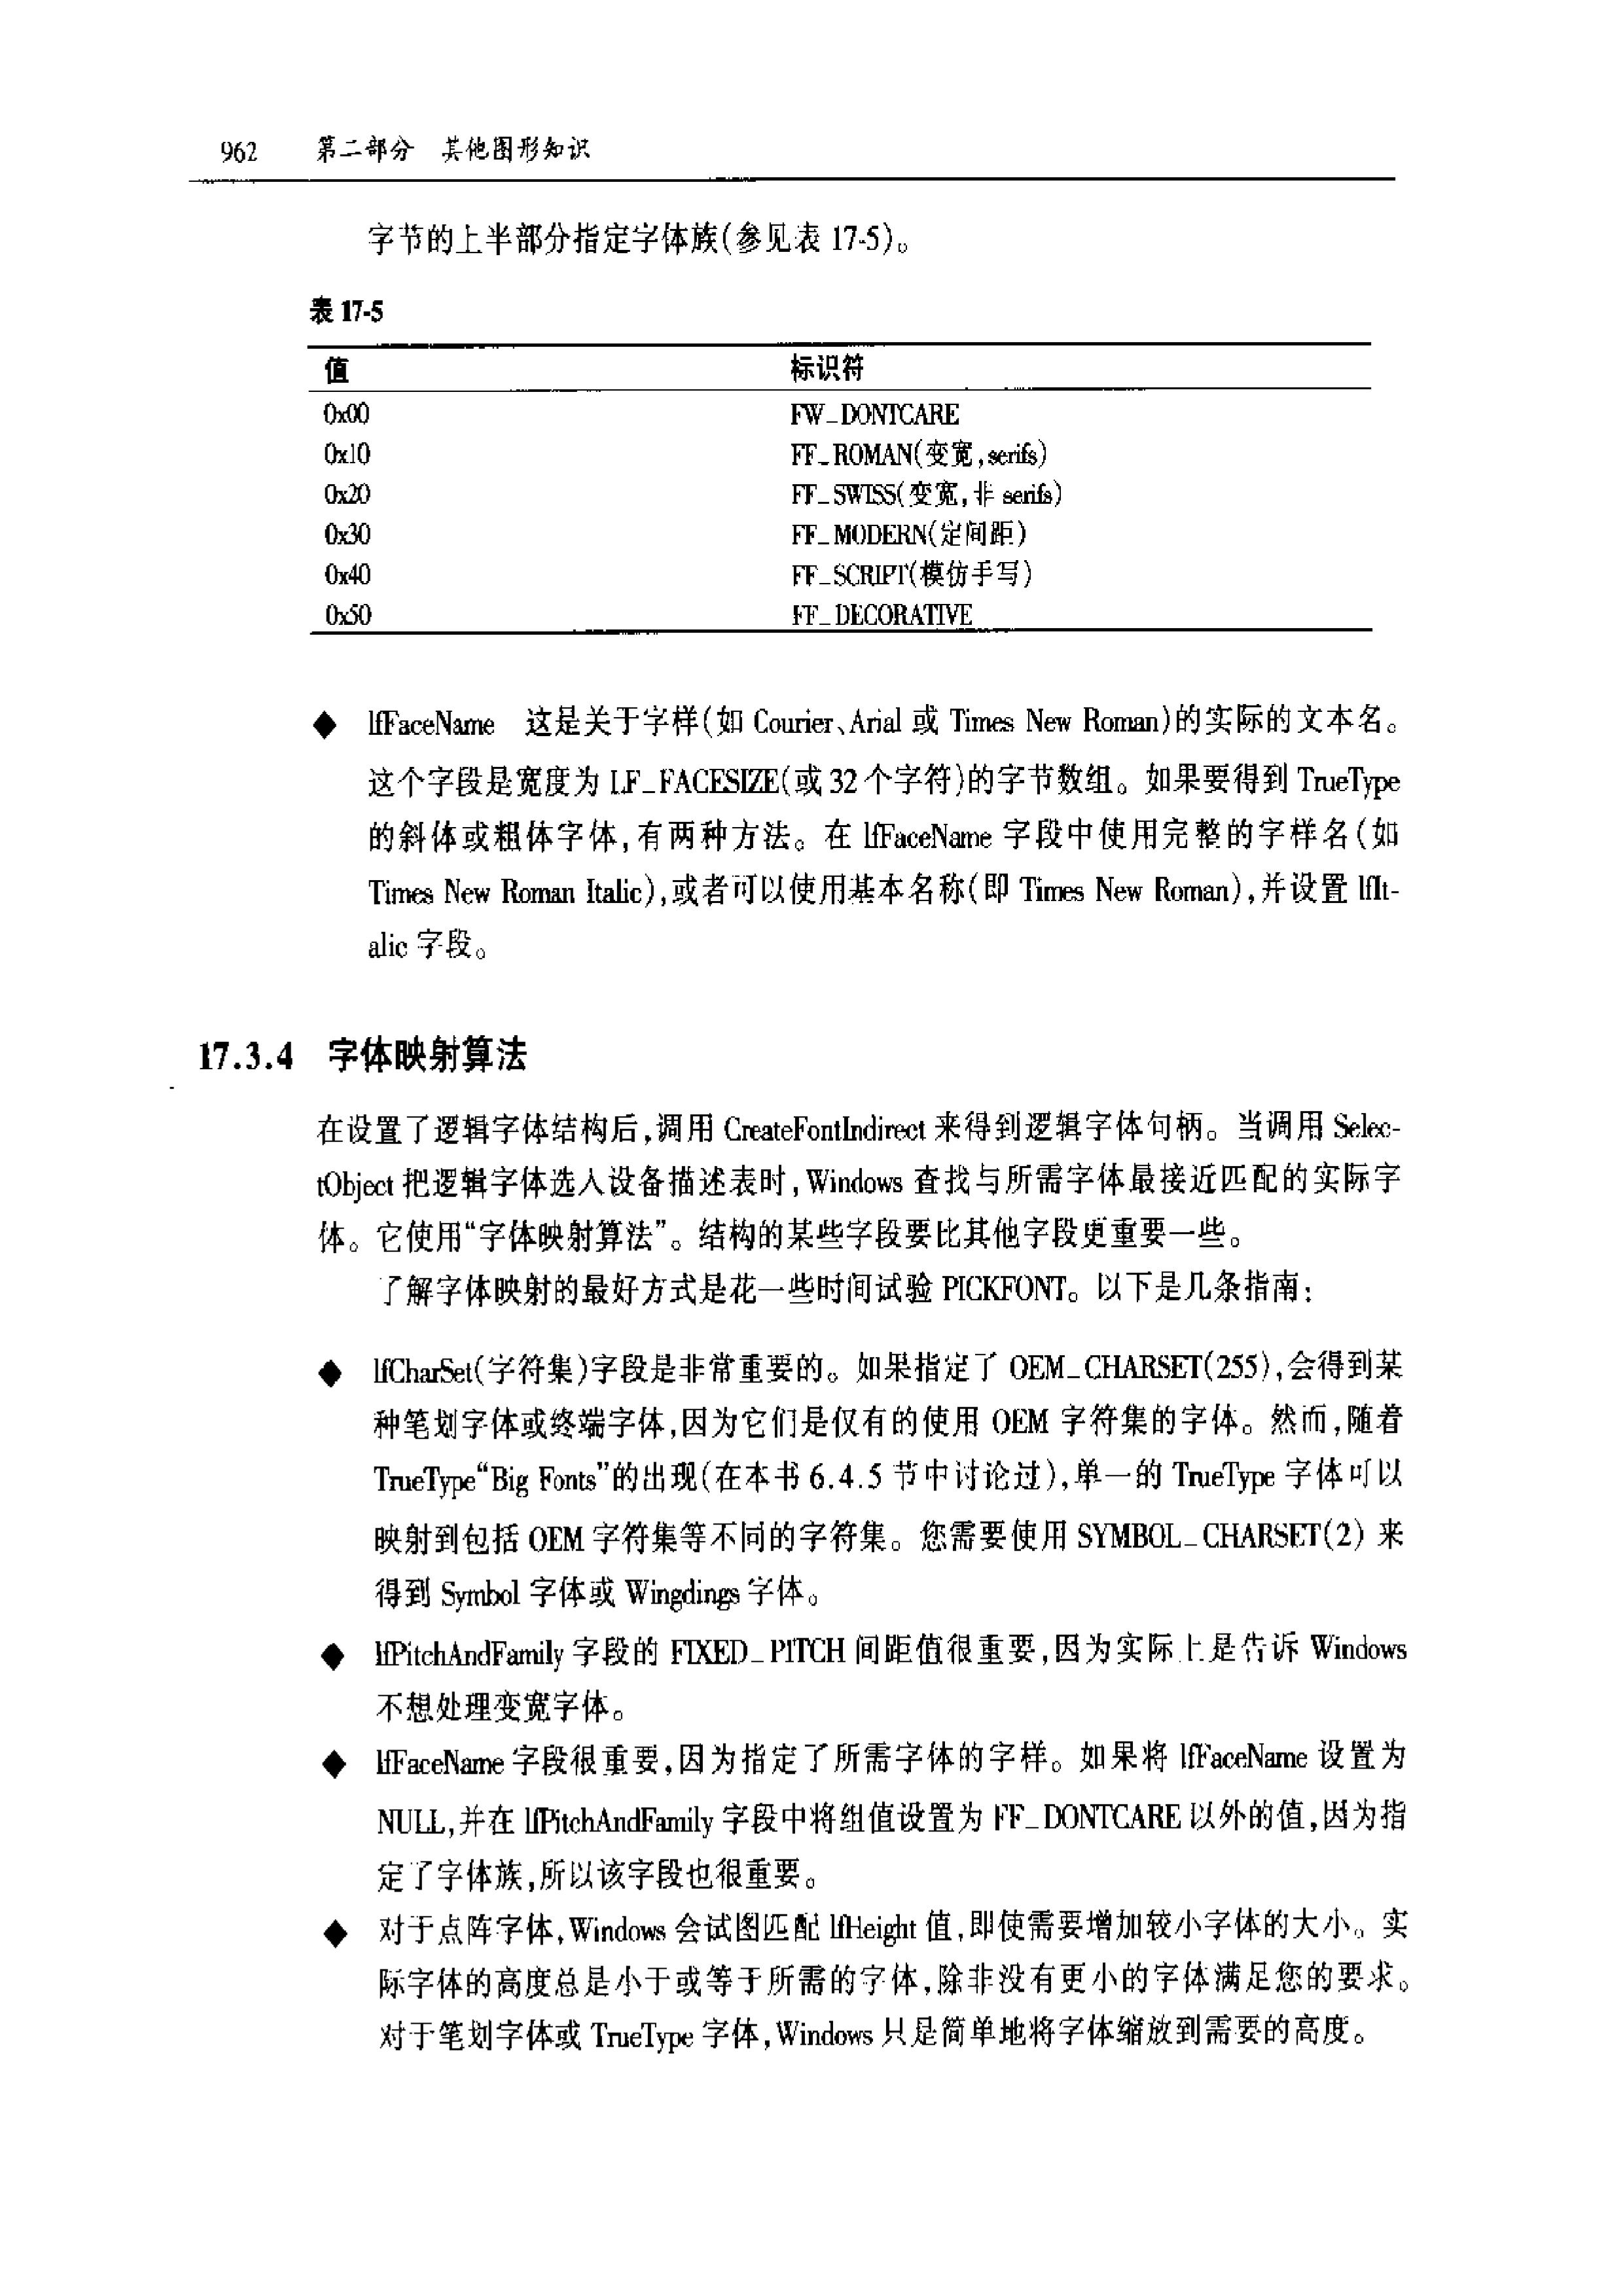 962 第二部分 其他图形知识
字节的上半部分指定字体族(参见表 17-5)。
表 17-5
值 标识符
0x00 FW_DONTCARE
0x10 FF_ROMAN(变宽,serifs)
0x20 FF_SWISS(变宽,非 serifs)
0x30 FF_MODERN(定间距)
0x40 FF_SCRIPT(模仿手写)
0x50 FF_DECORATIVE
◆ lfFaceName 这是关于字样(如 Courier、Arial 或 Times New Roman)的实际的文本名。
这个字段是宽度为 LF_FACESIZE(或 32 个字符)的字节数组。如果要得到 TrueType
的斜体或粗体字体,有两种方法。在 lfFaceName 字段中使用完整的字样名(如
Times New Roman Italic),或者可以使用基本名称(即 Times New Roman),并设置 lfIt-
alic 字段。
17.3.4 字体映射算法
在设置了逻辑字体结构后,调用 CreateFontIndirect 来得到逻辑字体句柄。当调用 Selec-
tObject 把逻辑字体选入设备描述表时,Windows 查找与所需字体最接近匹配的实际字
体。它使用“字体映射算法”。结构的某些字段要比其他字段更重要一些。
了解字体映射的最好方式是花一些时间试验 PICKFONT。以下是几条指南:
◆ lfCharSet(字符集)字段是非常重要的。如果指定了 OEM_CHARSET(255),会得到某
种笔划字体或终端字体,因为它们是仅有的使用 OEM 字符集的字体。然而,随着
TrueType“Big Fonts”的出现(在本书 6.4.5 节中讨论过),单一的 TrueType 字体可以
映射到包括 OEM 字符集等不同的字符集。您需要使用 SYMBOL_CHARSET(2) 来
得到 Symbol 字体或 Wingdings 字体。
◆ lfPitchAndFamily 字段的 FIXED_PITCH 间距值很重要,因为实际上是告诉 Windows
不想处理变宽字体。
◆ lfFaceName 字段很重要,因为指定了所需字体的字样。如果将 lfFaceName 设置为
NULL,并在 lfPitchAndFamily 字段中将组值设置为 FF_DONTCARE 以外的值,因为指
定了字体族,所以该字段也很重要。
◆ 对于点阵字体,Windows 会试图匹配 lfHeight 值,即使需要增加较小字体的大小。实
际字体的高度总是小于或等于所需的字体,除非没有更小的字体满足您的要求。
对于笔划字体或 TrueType 字体,Windows 只是简单地将字体缩放到需要的高度。